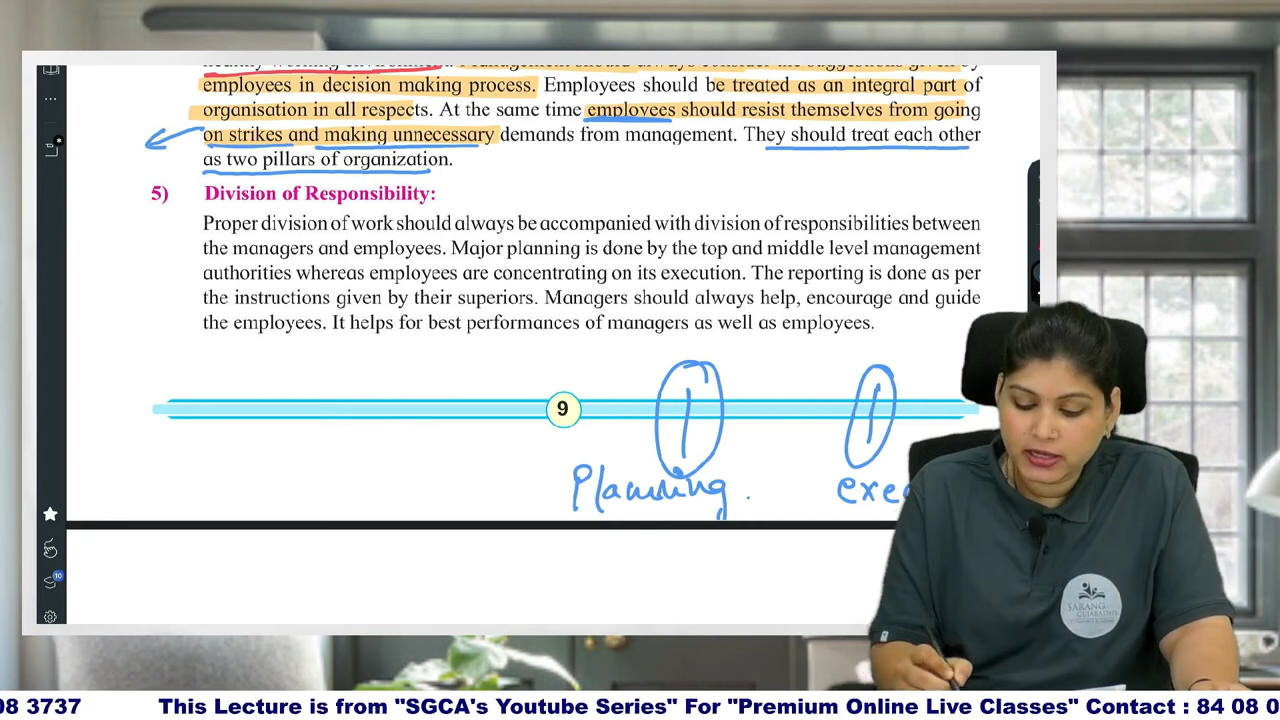 employees in decision making process. Employees should be treated as an integral part of
organisation in all respects. At the same time employees should resist themselves from going
on strikes and making unnecessary demands from management. They should treat each other
as two pillars of organization.
5) Division of Responsibility:
Proper division of work should always be accompanied with division of responsibilities between
the managers and employees. Major planning is done by the top and middle level management
authorities whereas employees are concentrating on its execution. The reporting is done as per
the instructions given by their superiors. Managers should always help, encourage and guide
the employees. It helps for best performances of managers as well as employees.
9
Planning.
exe
10
SARANG
08 3737 This Lecture is from "SGCA's Youtube Series" For "Premium Online Live Classes" Contact : 84 08 0